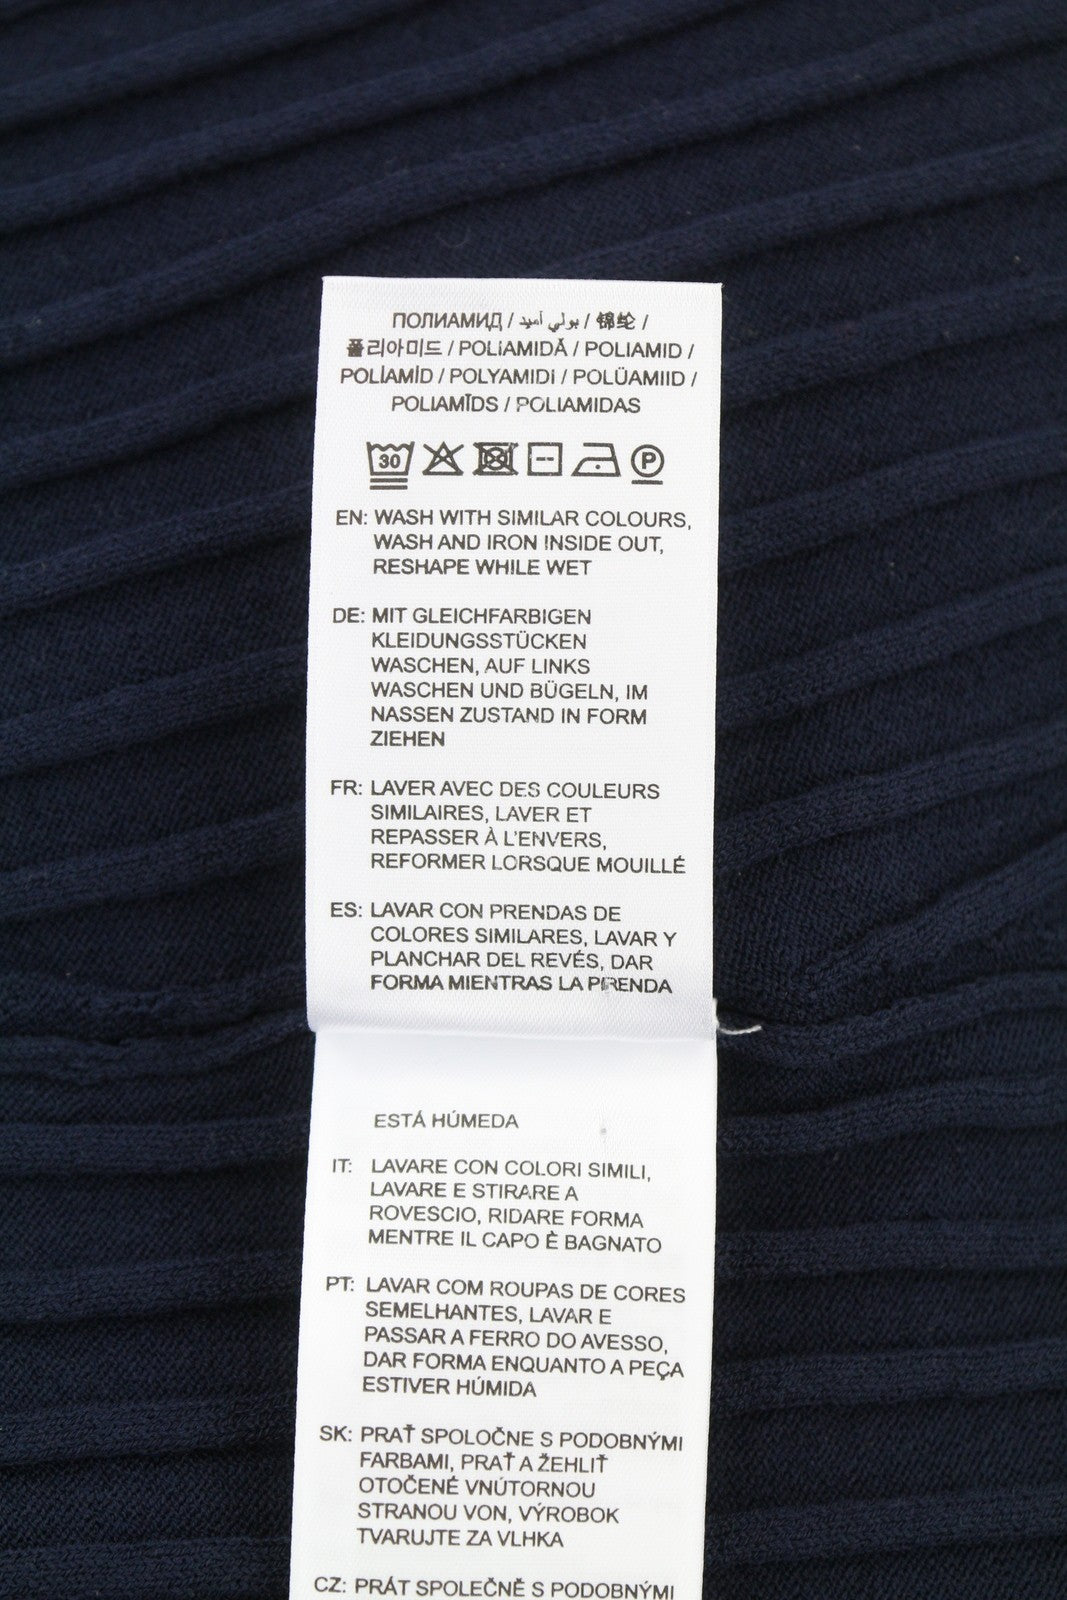 ПОЛИАМИД / بولي أميد / 锦纶 /
폴리아미드 / POLIAMIDĂ / POLIAMID /
POLİAMİD / POLYAMIDI / POLÜAMIID /
POLIAMĪDS / POLIAMIDAS
30 P
EN: WASH WITH SIMILAR COLOURS,
WASH AND IRON INSIDE OUT,
RESHAPE WHILE WET
DE: MIT GLEICHFARBIGEN
KLEIDUNGSSTÜCKEN
WASCHEN, AUF LINKS
WASCHEN UND BÜGELN, IM
NASSEN ZUSTAND IN FORM
ZIEHEN
FR: LAVER AVEC DES COULEURS
SIMILAIRES, LAVER ET
REPASSER À L'ENVERS,
REFORMER LORSQUE MOUILLÉ
ES: LAVAR CON PRENDAS DE
COLORES SIMILARES, LAVAR Y
PLANCHAR DEL REVÉS, DAR
FORMA MIENTRAS LA PRENDA
ESTÁ HÚMEDA
IT: LAVARE CON COLORI SIMILI,
LAVARE E STIRARE A
ROVESCIO, RIDARE FORMA
MENTRE IL CAPO È BAGNATO
PT: LAVAR COM ROUPAS DE CORES
SEMELHANTES, LAVAR E
PASSAR A FERRO DO AVESSO,
DAR FORMA ENQUANTO A PEÇA
ESTIVER HÚMIDA
SK: PRAŤ SPOLOČNE S PODOBNÝMI
FARBAMI, PRAŤ A ŽEHLIŤ
OTOČENÉ VNÚTORNOU
STRANOU VON, VÝROBOK
TVARUJTE ZA VLHKA
CZ: PRÁT SPOLEČNĚ S PODOBNÝMI